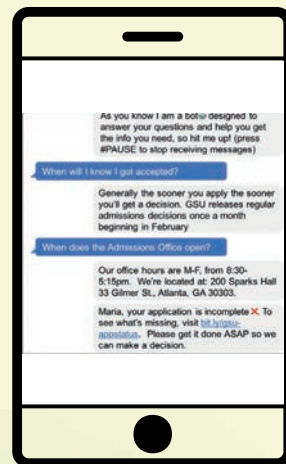 As you know I am a bot🤖 designed to
answer your questions and help you get
the info you need, so hit me up! (press
#PAUSE to stop receiving messages)
When will I know I got accepted?
Generally the sooner you apply the sooner
you'll get a decision. GSU releases regular
admissions decisions once a month
beginning in February
When does the Admissions Office open?
Our office hours are M-F, from 8:30-
5:15pm. We're located at: 200 Sparks Hall
33 Gilmer St., Atlanta, GA 30303.
Maria, your application is incomplete ❌. To
see what's missing, visit bit.ly/gsu-
appstatus. Please get it done ASAP so we
can make a decision.